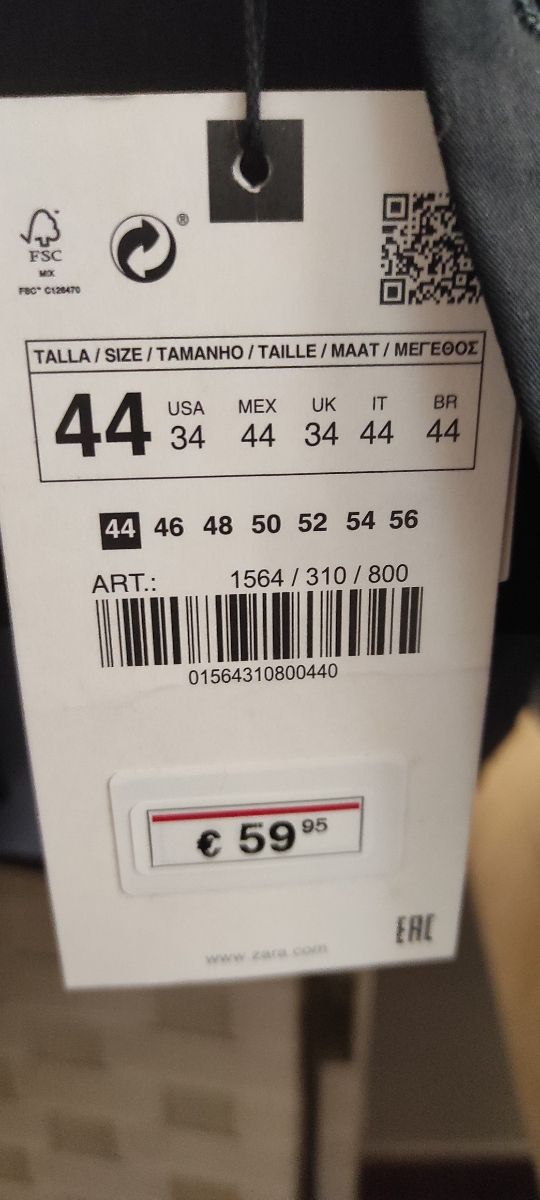 ®
FSC
MIX
FSC™ C126470
TALLA / SIZE / TAMANHO / TAILLE / MAAT / ΜΕΓΕΘΟΣ
44
USA MEX UK IT BR
34 44 34 44 44
44 46 48 50 52 54 56
ART.: 1564 / 310 / 800
01564310800440
€ 59 95
EAC
www.zara.com